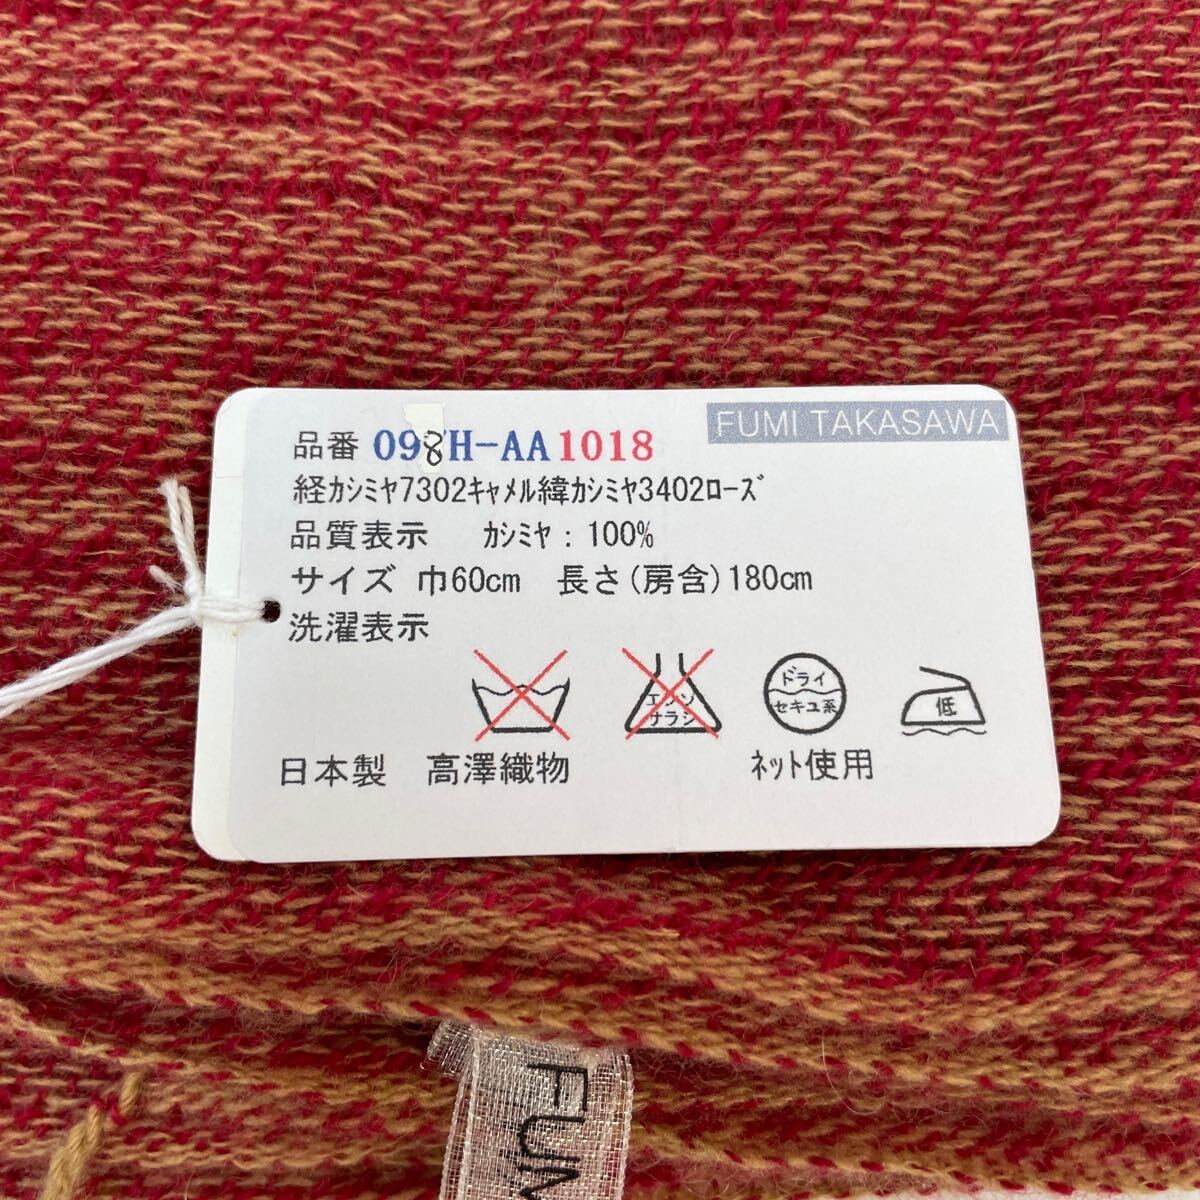 FUMI TAKASAWA
品番 098H-AA1018
経カシミヤ7302キャメル緯カシミヤ3402ローズ
品質表示 カシミヤ：100%
サイズ 巾60cm 長さ(房含)180cm
洗濯表示
エンソ
サラシ
ドライ
セキユ系
低
日本製 高澤織物 ネット使用
FUM